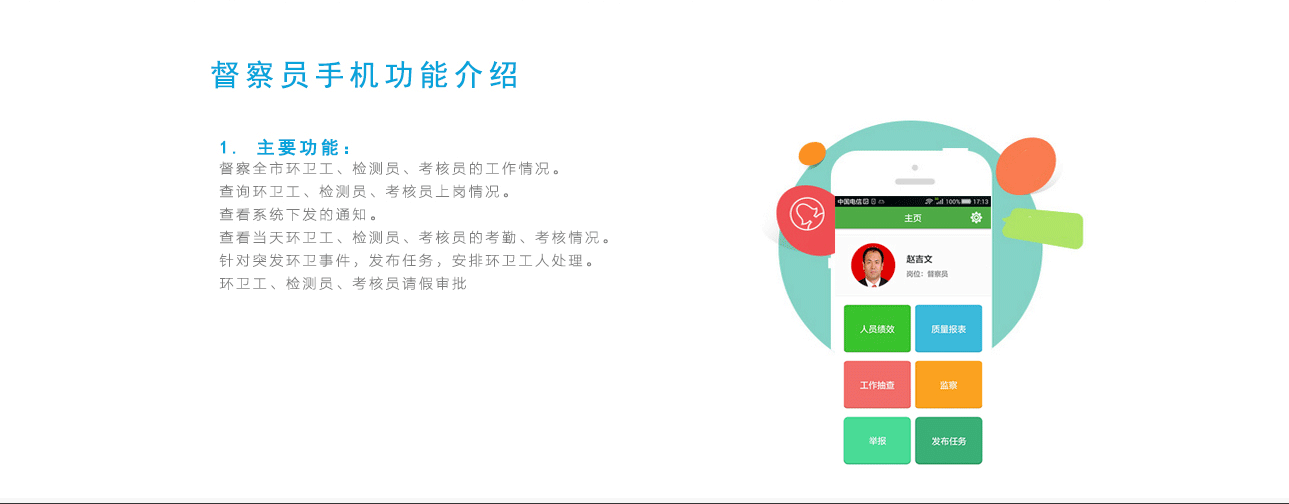 督察员手机功能介绍
1. 主要功能：
督察全市环卫工、检测员、考核员的工作情况。
查询环卫工、检测员、考核员上岗情况。
查看系统下发的通知。
查看当天环卫工、检测员、考核员的考勤、考核情况。
针对突发环卫事件，发布任务，安排环卫工人处理。
环卫工、检测员、考核员请假审批
中国电信 100% 17:13
主页
赵吉文
岗位：督察员
人员绩效 质量报表
工作抽查 监察
举报 发布任务